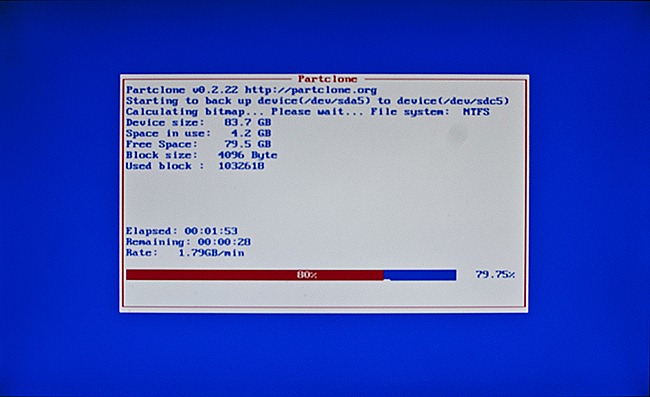 Partclone
Partclone v0.2.22 http://partclone.org
Starting to back up device(/dev/sda5) to device(/dev/sdc5)
Calculating bitmap... Please wait... File system:  NTFS
Device size:   83.7 GB
Space in use:   4.2 GB
Free Space:    79.5 GB
Block size:   4096 Byte
Used block :  1032618
Elapsed: 00:01:53
Remaining: 00:00:28
Rate:   1.79GB/min
80% 79.75%